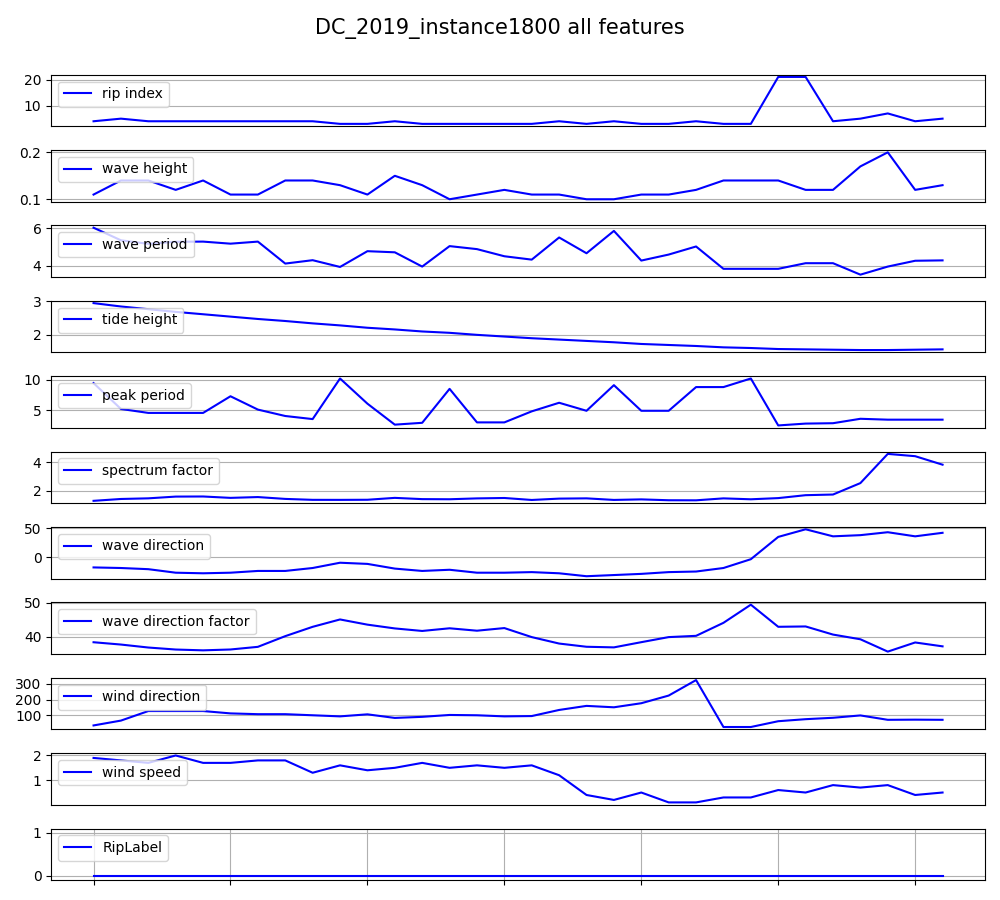 DC_2019_instance1800 all features
20
10
rip index
0.2
0.1
wave height
6
4
wave period
3
2
tide height
10
5
peak period
4
2
spectrum factor
50
0
wave direction
50
40
wave direction factor
300
200
100
wind direction
2
1
wind speed
1
0
RipLabel